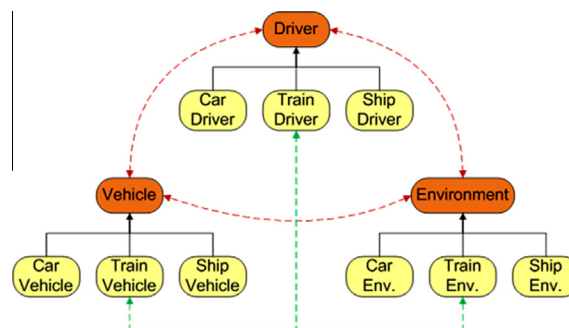 Driver
Car
Driver
Train
Driver
Ship
Driver
Vehicle
Environment
Car
Vehicle
Train
Vehicle
Ship
Vehicle
Car
Env.
Train
Env.
Ship
Env.